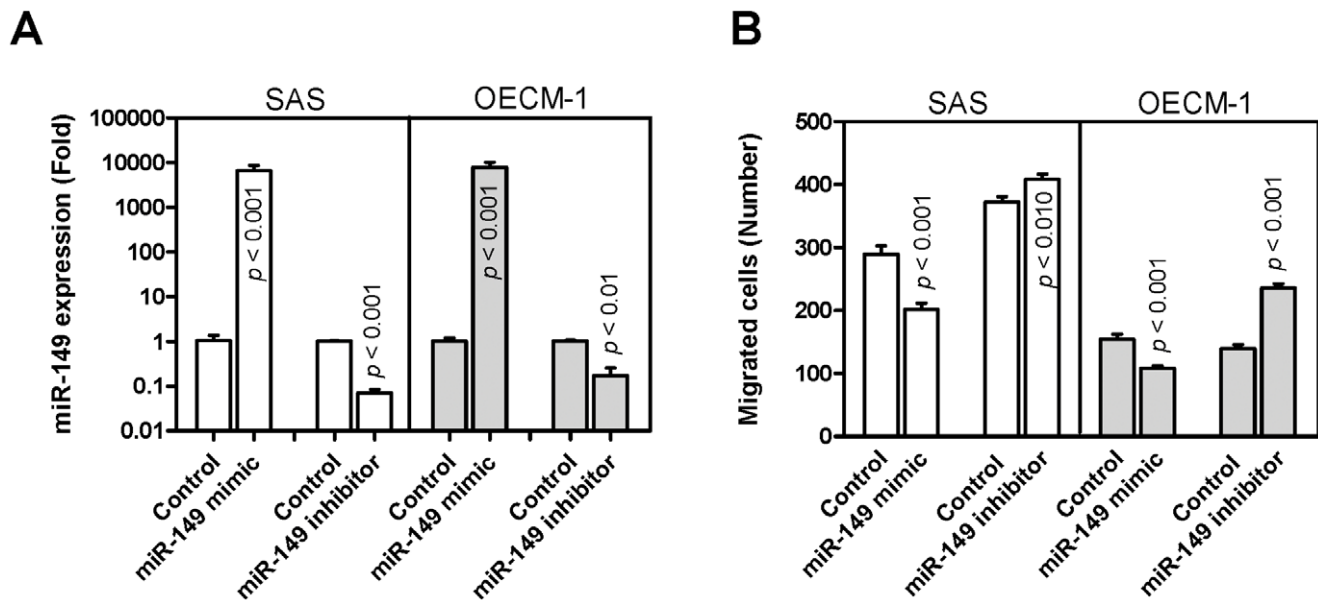 A
SAS
OECM-1
miR-149 expression (Fold)
100000
10000
1000
100
10
1
0.1
0.01
p < 0.001
p < 0.001
p < 0.001
p < 0.01
Control
miR-149 mimic
Control
miR-149 inhibitor
Control
miR-149 mimic
Control
miR-149 inhibitor
B
SAS
OECM-1
Migrated cells (Number)
500
400
300
200
100
0
p < 0.001
p < 0.010
p < 0.001
p < 0.001
Control
miR-149 mimic
Control
miR-149 inhibitor
Control
miR-149 mimic
Control
miR-149 inhibitor